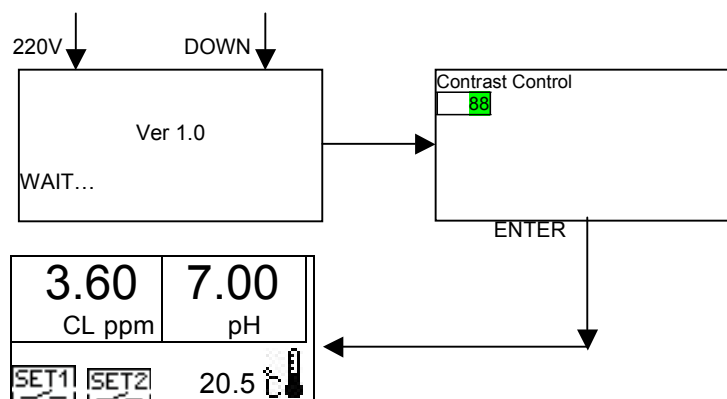 220V DOWN
Ver 1.0
WAIT...
Contrast Control
88
ENTER
3.60 7.00
CL ppm pH
SET1 SET2 20.5 °C